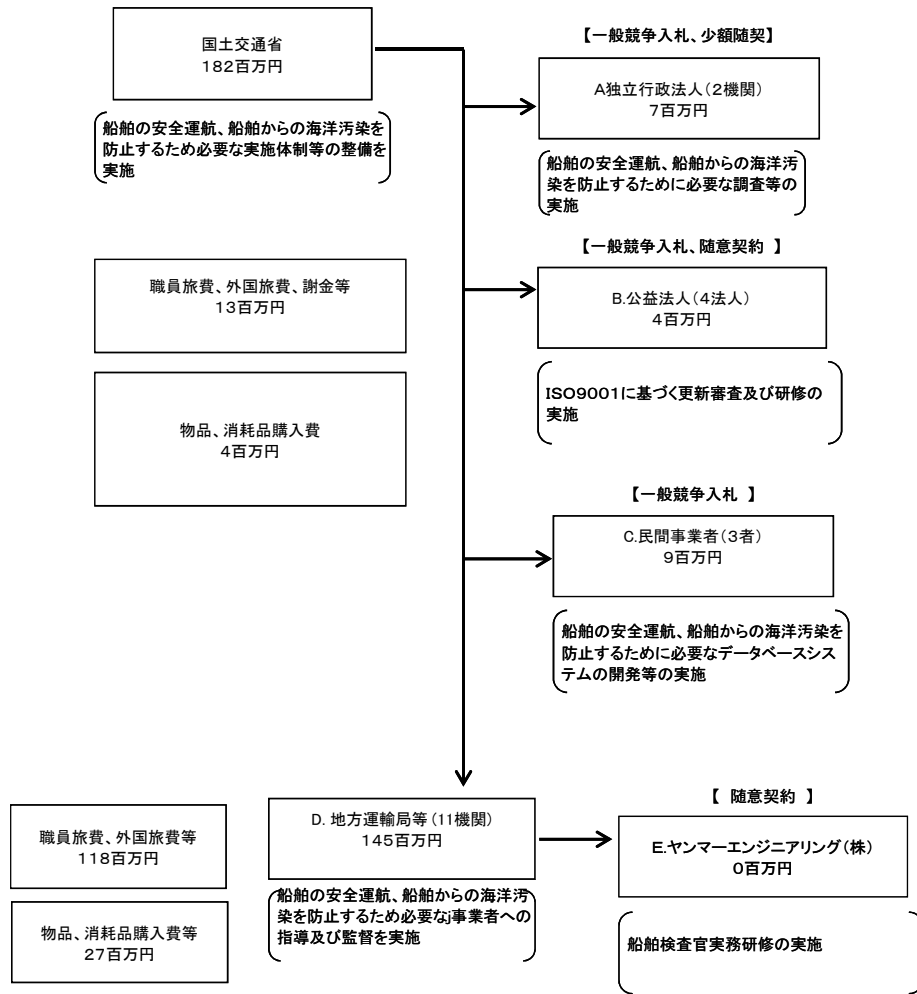 国土交通省
182百万円
船舶の安全運航、船舶からの海洋汚染を
防止するため必要な実施体制等の整備を
実施
【一般競争入札、少額随契】
A独立行政法人(2機関)
7百万円
船舶の安全運航、船舶からの海洋汚
染を防止するために必要な調査等の
実施
職員旅費、外国旅費、謝金等
13百万円
【一般競争入札、随意契約 】
B.公益法人(4法人)
4百万円
ISO9001に基づく更新審査及び研修の
実施
物品、消耗品購入費
4百万円
【一般競争入札 】
C.民間事業者(3者)
9百万円
船舶の安全運航、船舶からの海洋汚染を
防止するために必要なデータベースシス
テムの開発等の実施
職員旅費、外国旅費等
118百万円
物品、消耗品購入費等
27百万円
D. 地方運輸局等(11機関)
145百万円
船舶の安全運航、船舶からの海洋汚
染を防止するため必要なj事業者への
指導及び監督を実施
【 随意契約 】
E.ヤンマーエンジニアリング(株)
0百万円
船舶検査官実務研修の実施